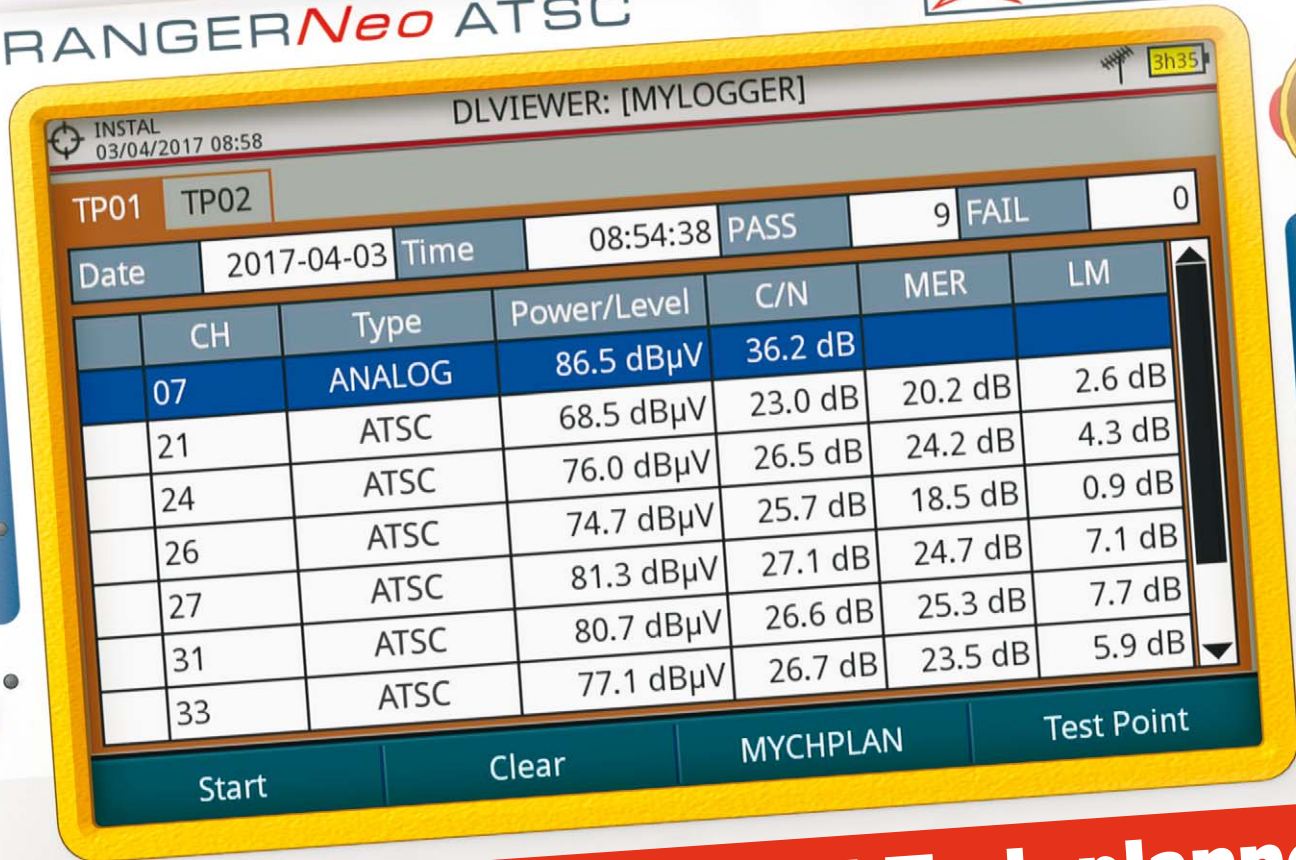 RANGERNeo ATSC
INSTAL
03/04/2017 08:58
DLVIEWER: [MYLOGGER]
3h35
TP01 TP02
Date 2017-04-03 Time 08:54:38 PASS 9 FAIL 0
CH Type Power/Level C/N MER LM
07 ANALOG 86.5 dBµV 36.2 dB
21 ATSC 68.5 dBµV 23.0 dB 20.2 dB 2.6 dB
24 ATSC 76.0 dBµV 26.5 dB 24.2 dB 4.3 dB
26 ATSC 74.7 dBµV 25.7 dB 18.5 dB 0.9 dB
27 ATSC 81.3 dBµV 27.1 dB 24.7 dB 7.1 dB
31 ATSC 80.7 dBµV 26.6 dB 25.3 dB 7.7 dB
33 ATSC 77.1 dBµV 26.7 dB 23.5 dB 5.9 dB
Start Clear MYCHPLAN Test Point